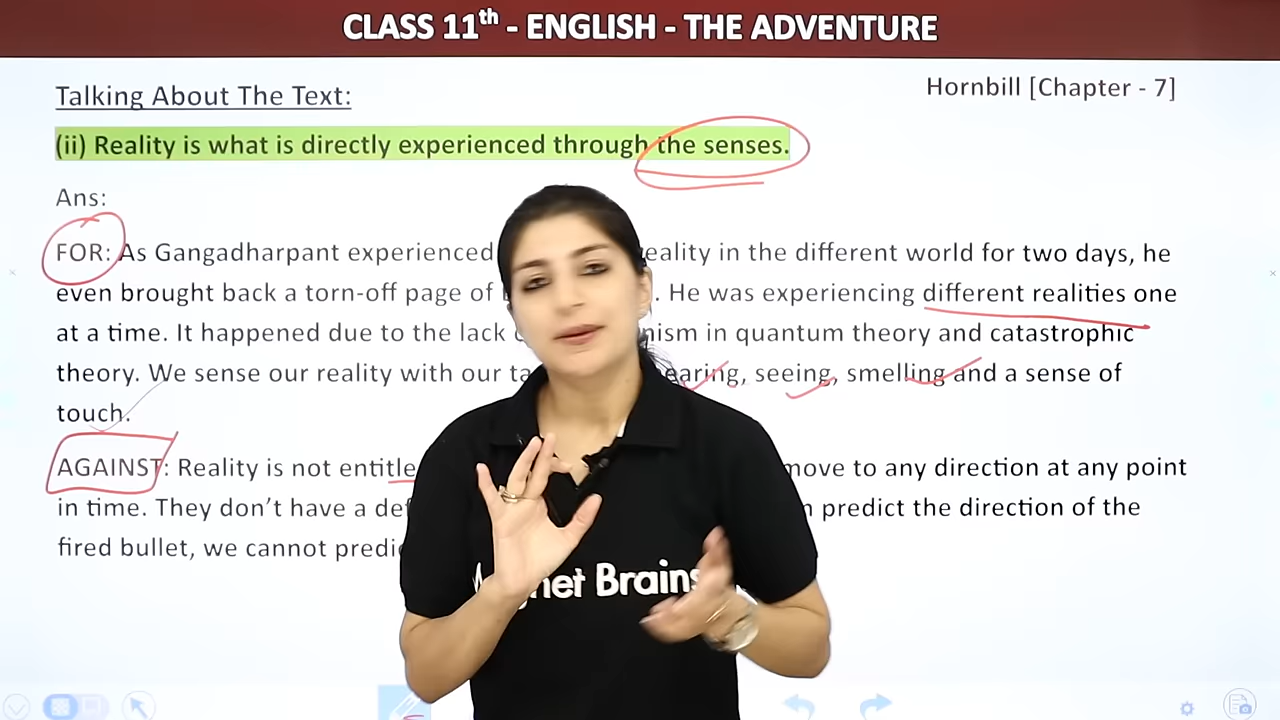 CLASS 11th - ENGLISH - THE ADVENTURE
Talking About The Text:
Hornbill [Chapter - 7]
(ii) Reality is what is directly experienced through the senses.
Ans:
FOR: As Gangadharpant experienced eality in the different world for two days, he
even brought back a torn-off page of . He was experiencing different realities one
at a time. It happened due to the lack nism in quantum theory and catastrophic
theory. We sense our reality with our earing, seeing, smelling and a sense of
touch.
AGAINST: Reality is not entitle move to any direction at any point
in time. They don't have a predict the direction of the
fired bullet, we cannot
net Brains